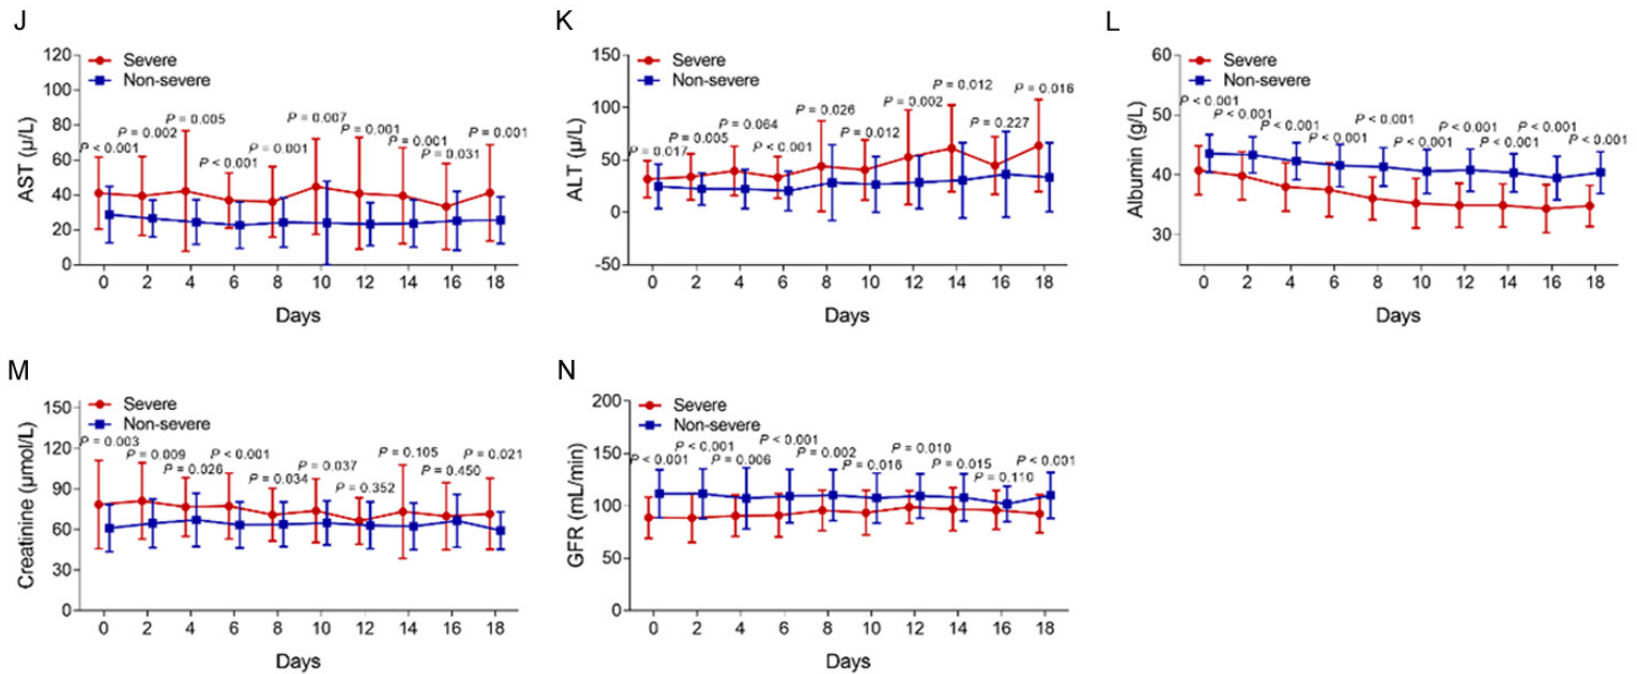 J
Severe
Non-severe
AST (μ/L)
120
100
80
60
40
20
0
P < 0.001
P = 0.002
P = 0.005
P < 0.001
P = 0.001
P = 0.007
P = 0.001
P = 0.001
P = 0.031
P = 0.001
0 2 4 6 8 10 12 14 16 18
Days
K
Severe
Non-severe
ALT (μ/L)
150
100
50
0
-50
P = 0.017
P = 0.005
P = 0.064
P < 0.001
P = 0.026
P = 0.012
P = 0.002
P = 0.012
P = 0.227
P = 0.016
0 2 4 6 8 10 12 14 16 18
Days
L
Severe
Non-severe
Albumin (g/L)
60
50
40
30
P < 0.001
P < 0.001
P < 0.001
P < 0.001
P < 0.001
P < 0.001
P < 0.001
P < 0.001
P < 0.001
P < 0.001
0 2 4 6 8 10 12 14 16 18
Days
M
Severe
Non-severe
Creatinine (μmol/L)
150
120
90
60
30
0
P = 0.003
P = 0.009
P = 0.026
P < 0.001
P = 0.034
P = 0.037
P = 0.352
P = 0.105
P = 0.450
P = 0.021
0 2 4 6 8 10 12 14 16 18
Days
N
Severe
Non-severe
GFR (mL/min)
200
150
100
50
0
P < 0.001
P < 0.001
P = 0.006
P < 0.001
P = 0.002
P = 0.016
P = 0.010
P = 0.015
P = 0.110
P < 0.001
0 2 4 6 8 10 12 14 16 18
Days